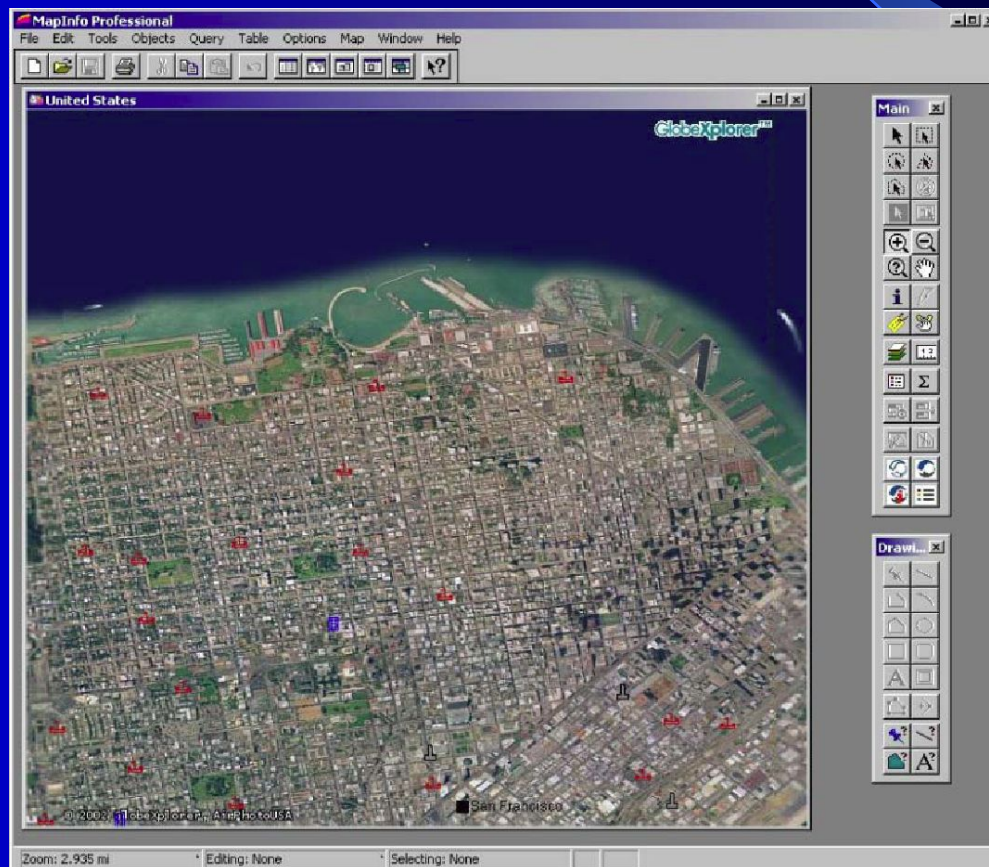 MapInfo Professional
File Edit Tools Objects Query Table Options Map Window Help
United States
GlobeXplorer™
Main
Drawi...
San Francisco
© 2002 GlobeXplorer, AirPhotoUSA
Zoom: 2.935 mi
Editing: None
Selecting: None